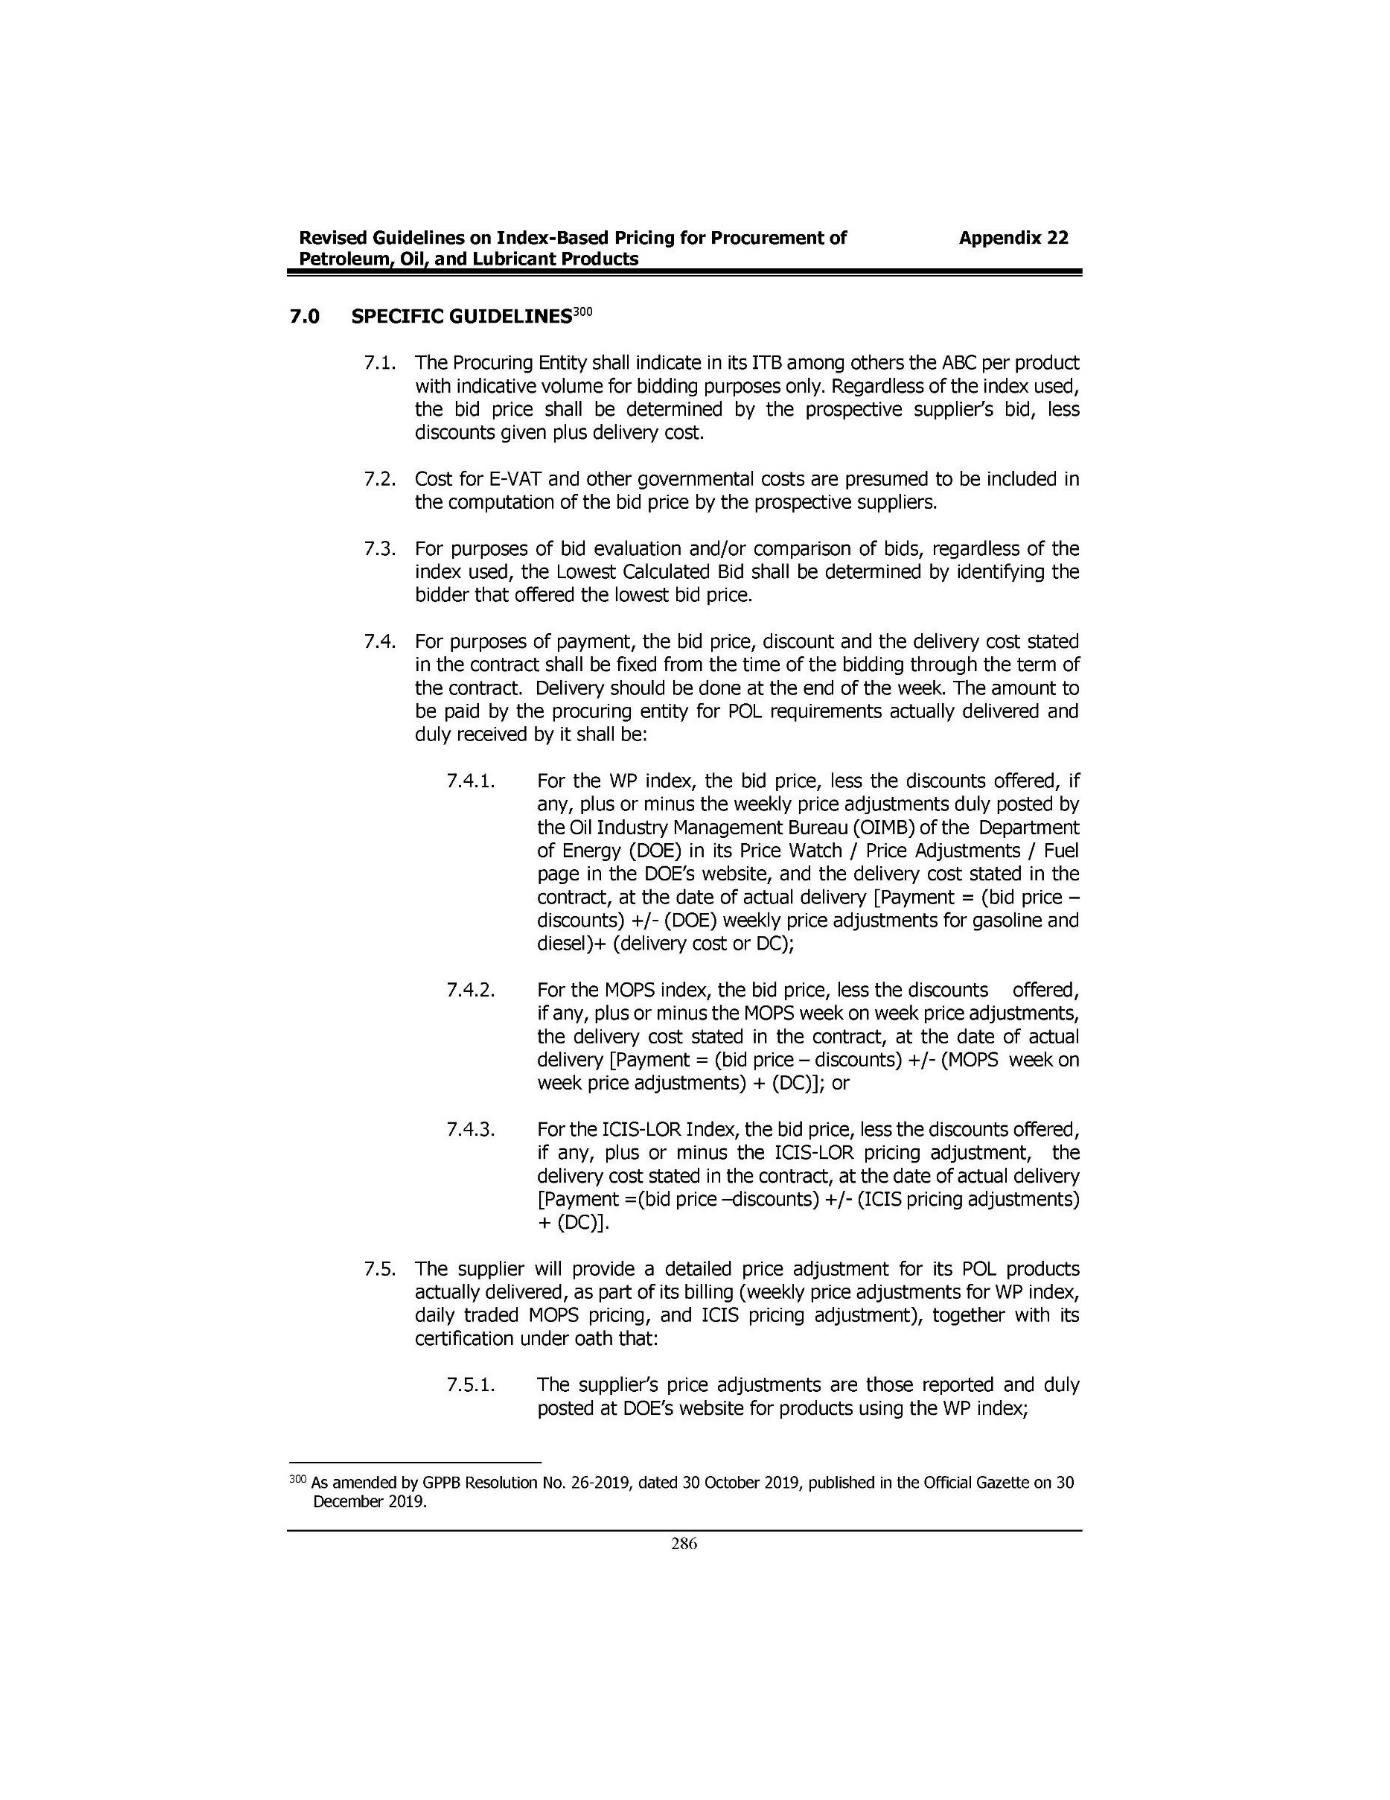 Revised Guidelines on Index-Based Pricing for Procurement of Appendix 22
Petroleum, Oil, and Lubricant Products
7.0 SPECIFIC GUIDELINES300
7.1. The Procuring Entity shall indicate in its ITB among others the ABC per product
with indicative volume for bidding purposes only. Regardless of the index used,
the bid price shall be determined by the prospective supplier's bid, less
discounts given plus delivery cost.
7.2. Cost for E-VAT and other governmental costs are presumed to be included in
the computation of the bid price by the prospective suppliers.
7.3. For purposes of bid evaluation and/or comparison of bids, regardless of the
index used, the Lowest Calculated Bid shall be determined by identifying the
bidder that offered the lowest bid price.
7.4. For purposes of payment, the bid price, discount and the delivery cost stated
in the contract shall be fixed from the time of the bidding through the term of
the contract. Delivery should be done at the end of the week. The amount to
be paid by the procuring entity for POL requirements actually delivered and
duly received by it shall be:
7.4.1. For the WP index, the bid price, less the discounts offered, if
any, plus or minus the weekly price adjustments duly posted by
the Oil Industry Management Bureau (OIMB) of the Department
of Energy (DOE) in its Price Watch / Price Adjustments / Fuel
page in the DOE's website, and the delivery cost stated in the
contract, at the date of actual delivery [Payment = (bid price –
discounts) +/- (DOE) weekly price adjustments for gasoline and
diesel)+ (delivery cost or DC);
7.4.2. For the MOPS index, the bid price, less the discounts offered,
if any, plus or minus the MOPS week on week price adjustments,
the delivery cost stated in the contract, at the date of actual
delivery [Payment = (bid price – discounts) +/- (MOPS week on
week price adjustments) + (DC)]; or
7.4.3. For the ICIS-LOR Index, the bid price, less the discounts offered,
if any, plus or minus the ICIS-LOR pricing adjustment, the
delivery cost stated in the contract, at the date of actual delivery
[Payment =(bid price –discounts) +/- (ICIS pricing adjustments)
+ (DC)].
7.5. The supplier will provide a detailed price adjustment for its POL products
actually delivered, as part of its billing (weekly price adjustments for WP index,
daily traded MOPS pricing, and ICIS pricing adjustment), together with its
certification under oath that:
7.5.1. The supplier's price adjustments are those reported and duly
posted at DOE's website for products using the WP index;
300 As amended by GPPB Resolution No. 26-2019, dated 30 October 2019, published in the Official Gazette on 30
December 2019.
286